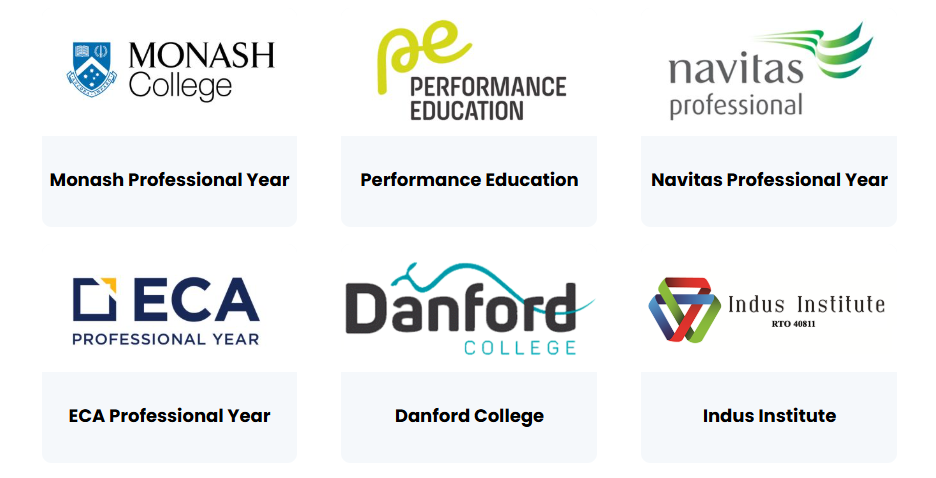 MONASH
College
pe
PERFORMANCE
EDUCATION
navitas
professional
Monash Professional Year
Performance Education
Navitas Professional Year
ECA
PROFESSIONAL YEAR
Danford
COLLEGE
Indus Institute
RTO 40811
ECA Professional Year
Danford College
Indus Institute